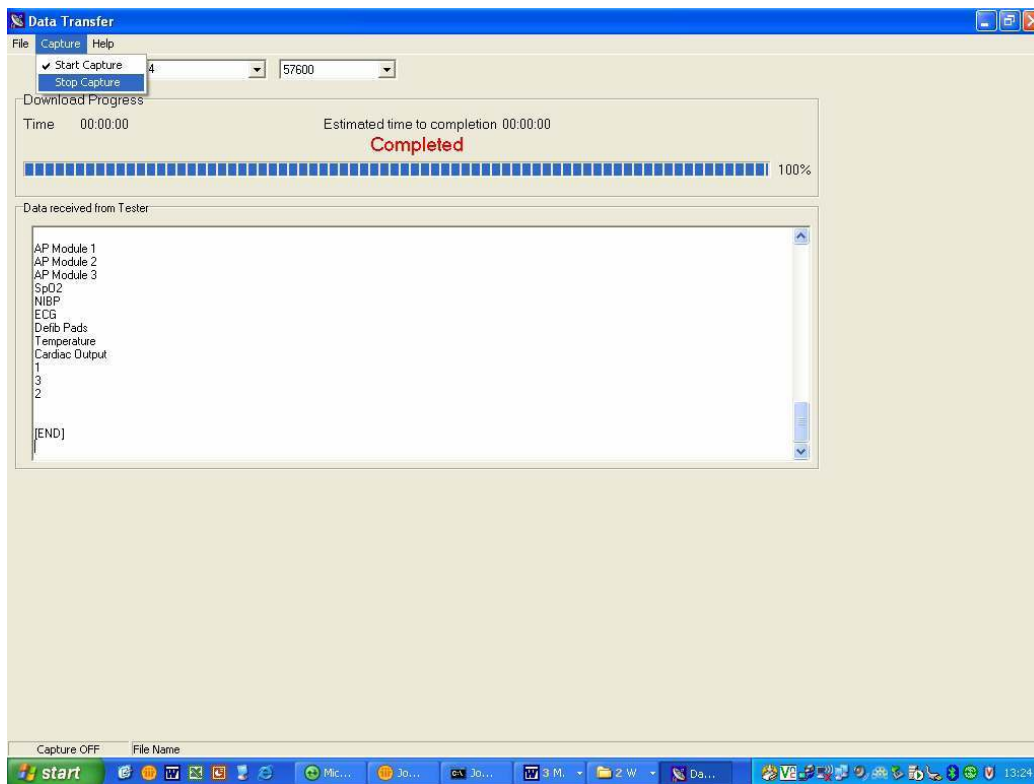 Data Transfer
File Capture Help
Start Capture
Stop Capture
4
57600
Download Progress
Time 00:00:00 Estimated time to completion 00:00:00
Completed
100%
Data received from Tester
AP Module 1
AP Module 2
AP Module 3
SpO2
NIBP
ECG
Defib Pads
Temperature
Cardiac Output
1
3
2
[END]
Capture OFF File Name
start Mic... Jo... Jo... 3 M. 2 W Da... 13:24